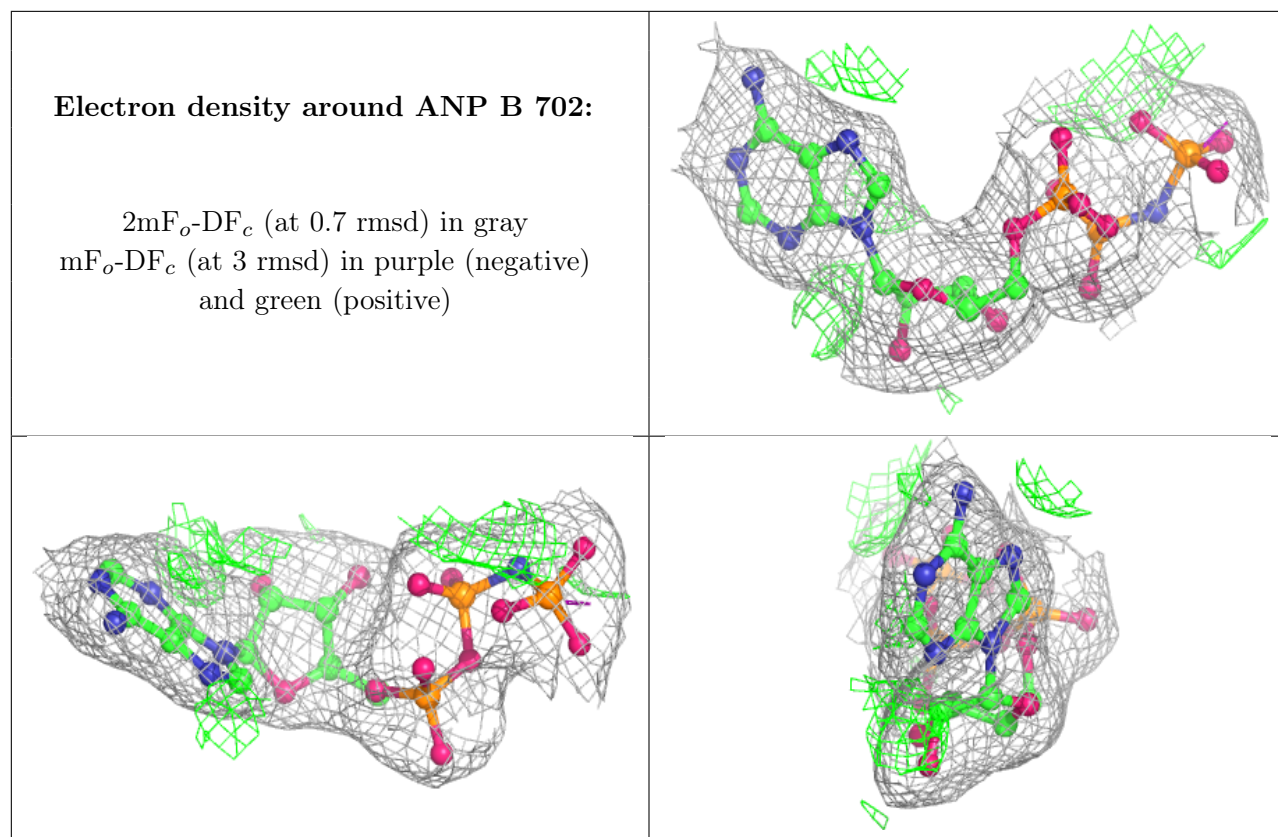 Electron density around ANP B 702:
2mFo-DFc (at 0.7 rmsd) in gray
mFo-DFc (at 3 rmsd) in purple (negative)
and green (positive)